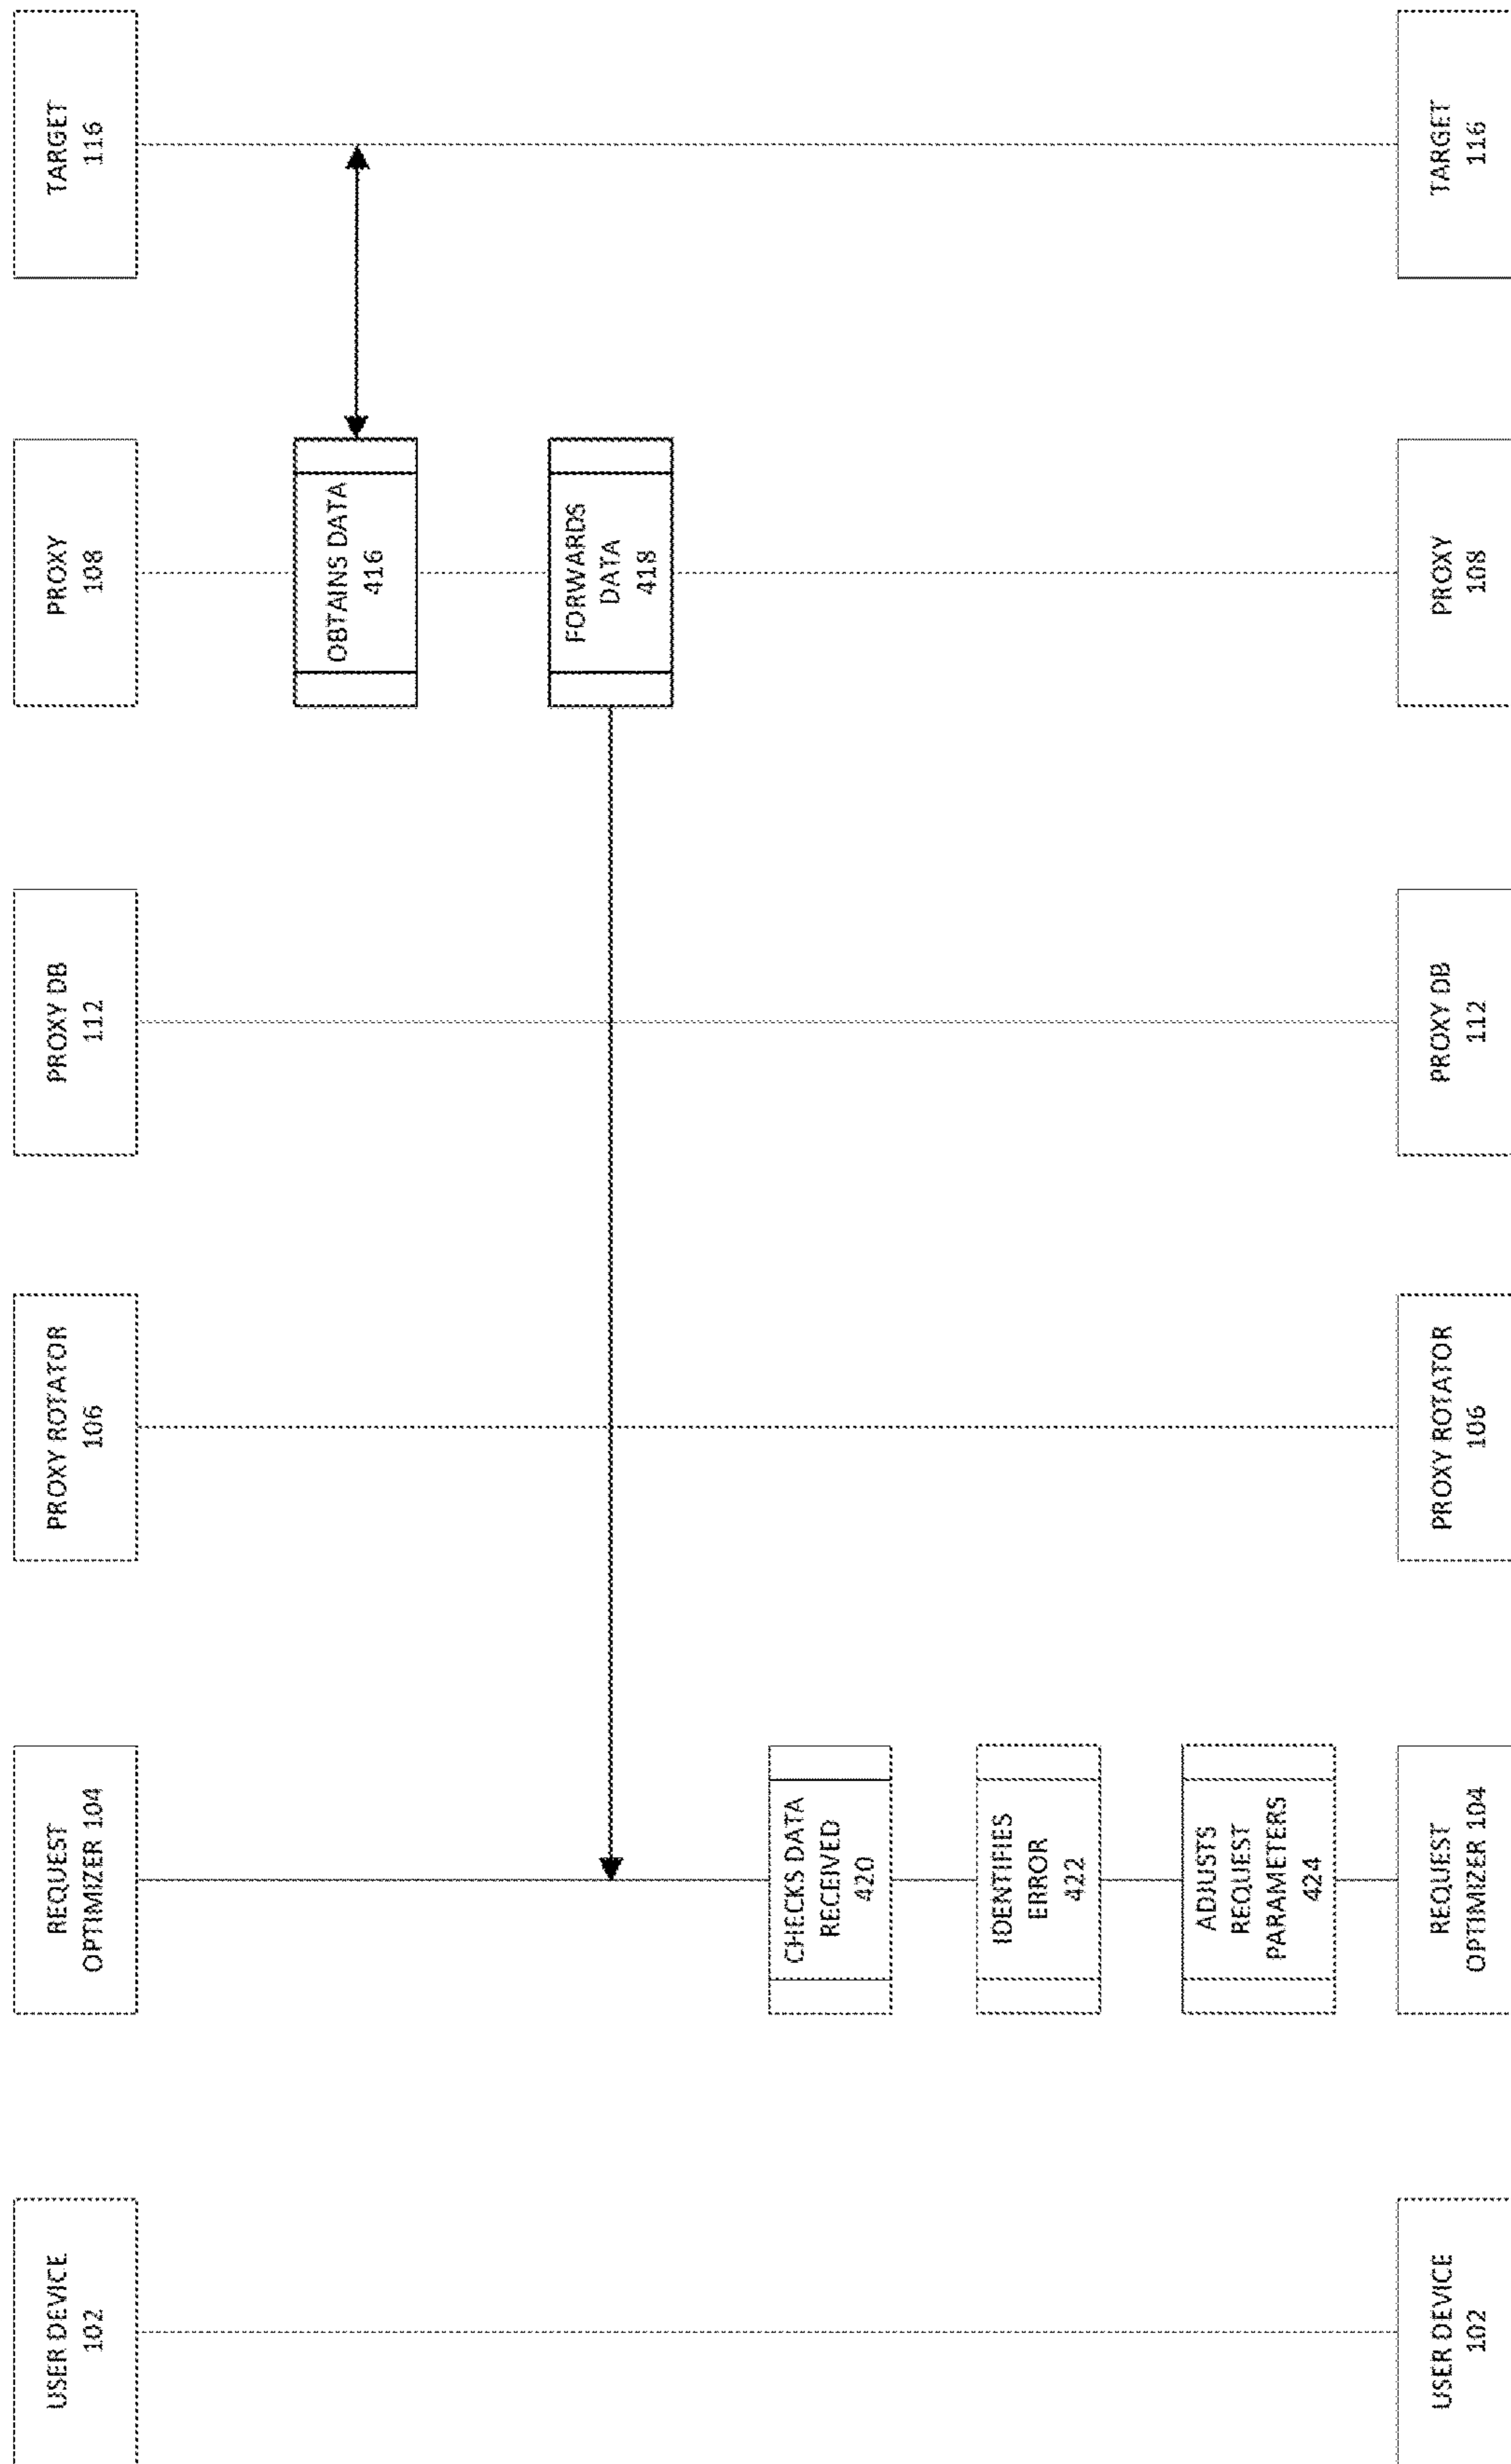 USER DEVICE
102
REQUEST
OPTIMIZER 104
PROXY ROTATOR
106
PROXY DB
112
PROXY
108
TARGET
116
OBTAINS DATA
416
FORWARDS
DATA
418
CHECKS DATA
RECEIVED
420
IDENTIFIES
ERROR
422
ADJUSTS
REQUEST
PARAMETERS
424
USER DEVICE
102
REQUEST
OPTIMIZER 104
PROXY ROTATOR
106
PROXY DB
112
PROXY
108
TARGET
116